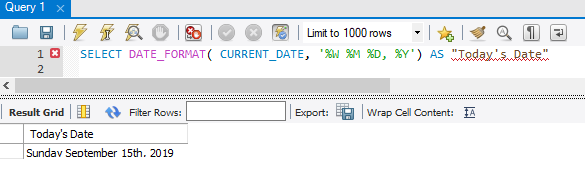 Query 1
Limit to 1000 rows
1 SELECT DATE_FORMAT( CURRENT_DATE, '%W %M %D, %Y') AS "Today's Date"
2
Result Grid Filter Rows: Export: Wrap Cell Content:
Today's Date
Sunday September 15th, 2019